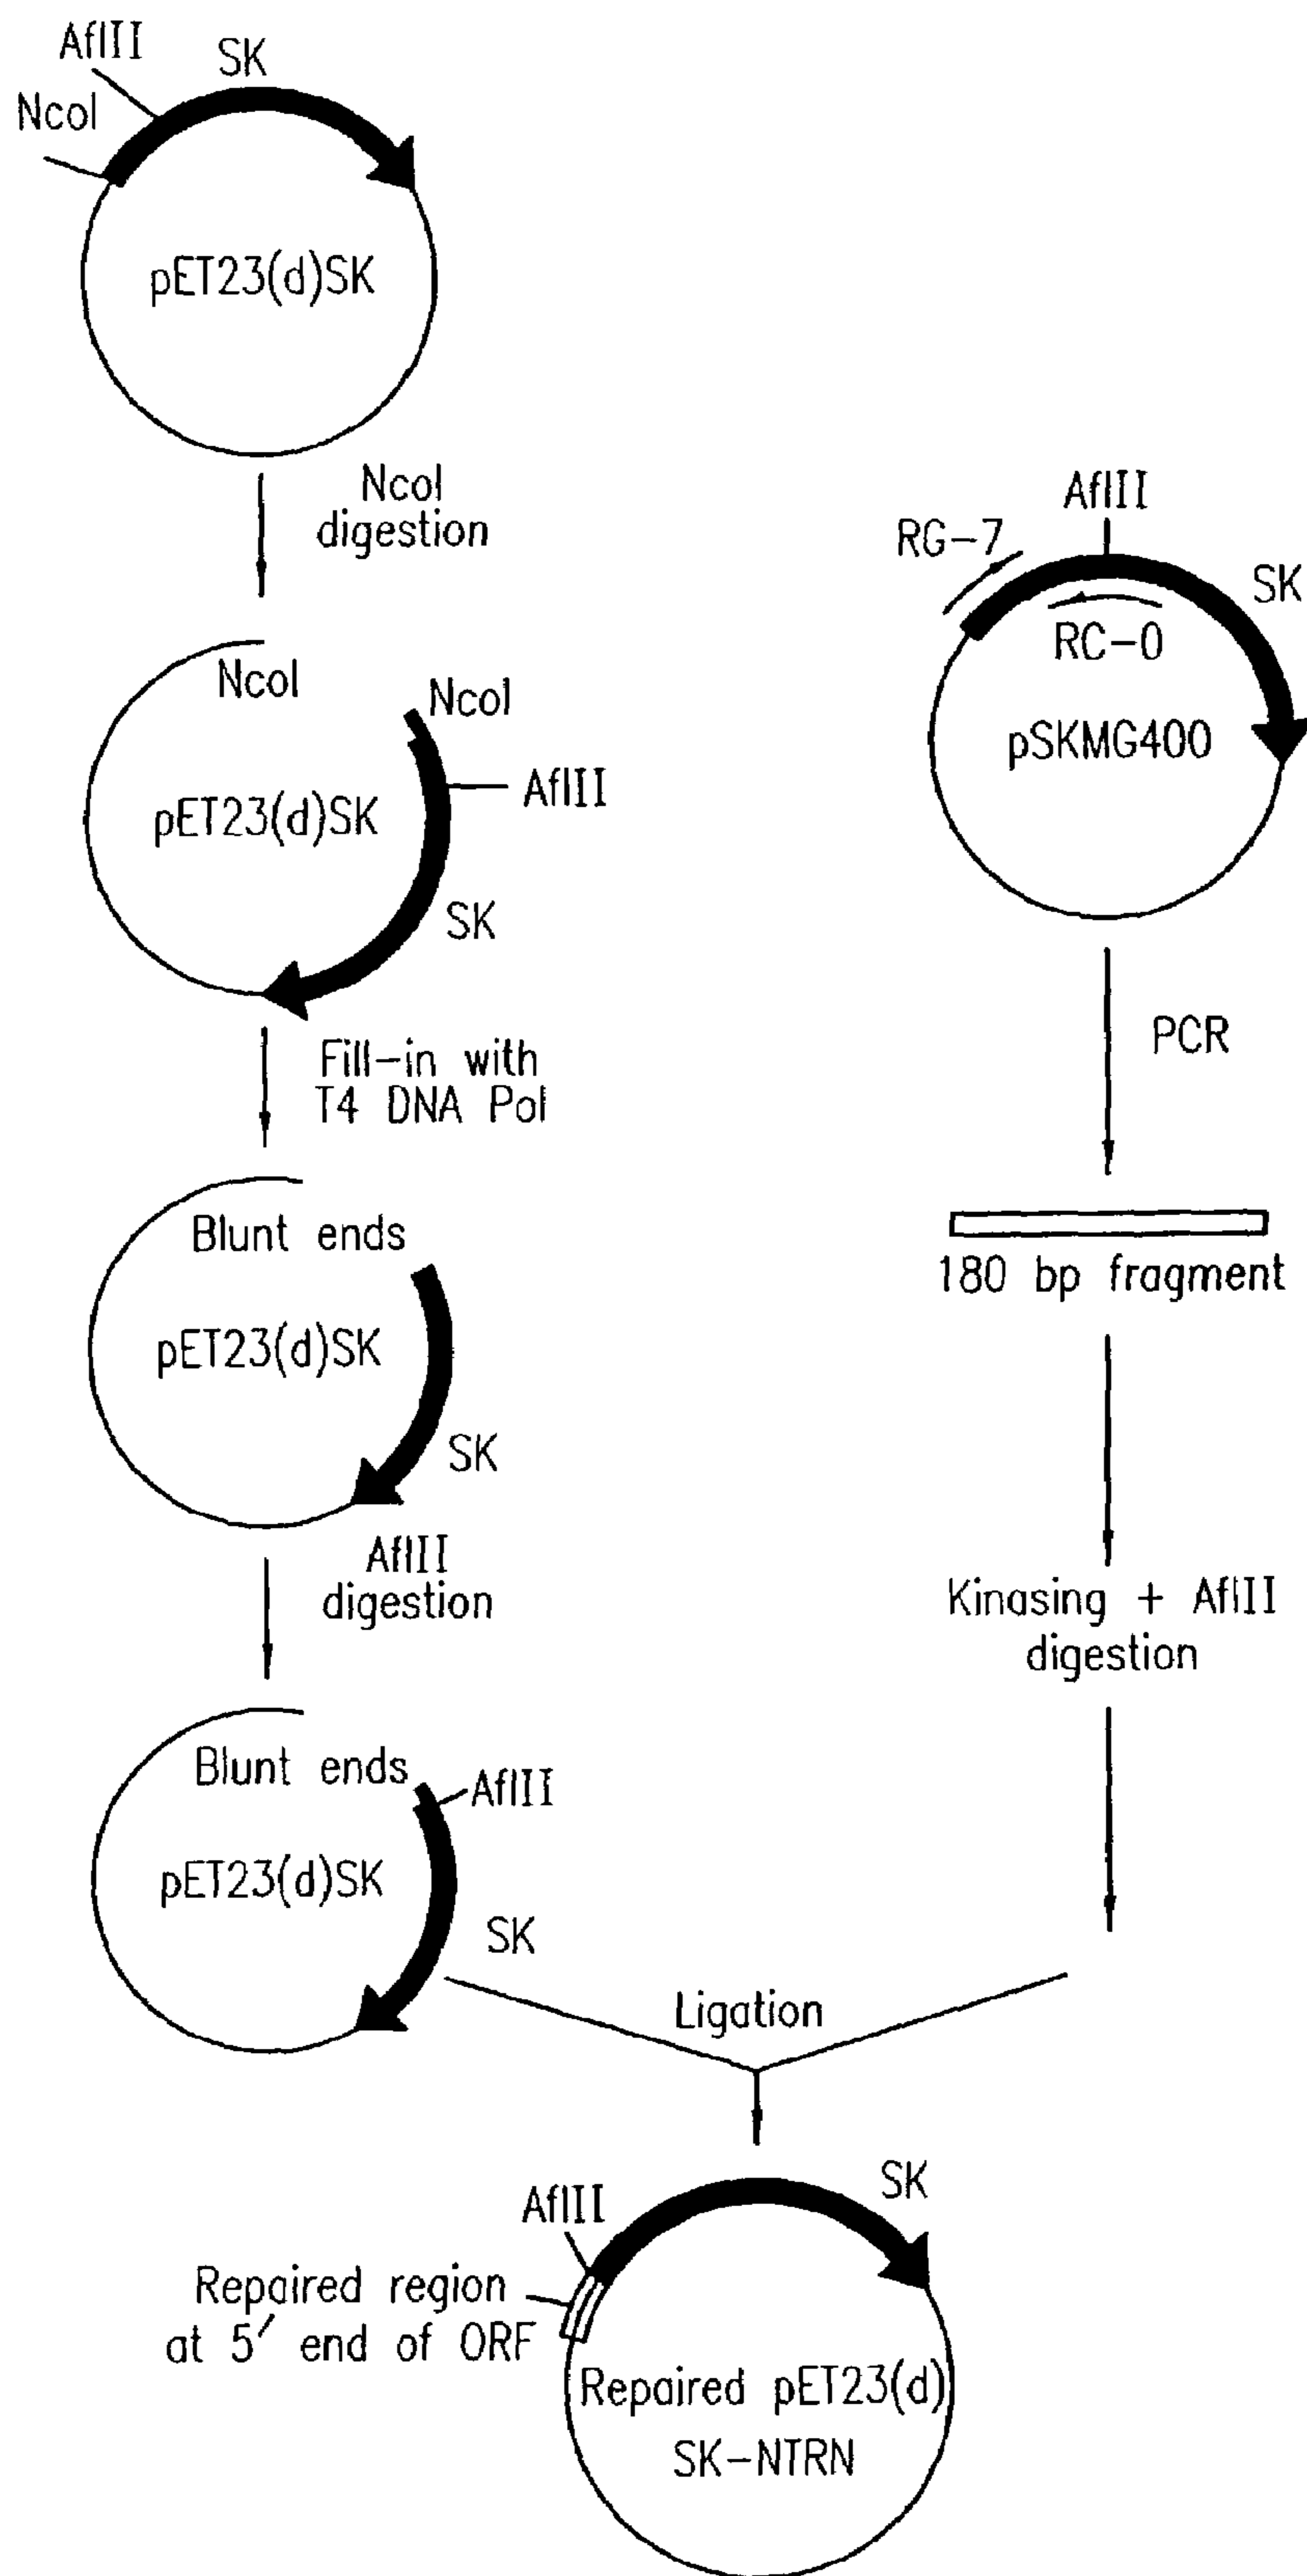 AflII
SK
NcoI
pET23(d)SK
NcoI
digestion
NcoI
NcoI
AflII
pET23(d)SK
SK
Fill-in with
T4 DNA Pol
Blunt ends
pET23(d)SK
SK
AflII
digestion
Blunt ends
AflII
pET23(d)SK
SK
AflII
RG-7
SK
RC-0
pSKMG400
PCR
180 bp fragment
Kinasing + AflII
digestion
Ligation
SK
AflII
Repaired region
at 5' end of ORF
Repaired pET23(d)
SK-NTRN